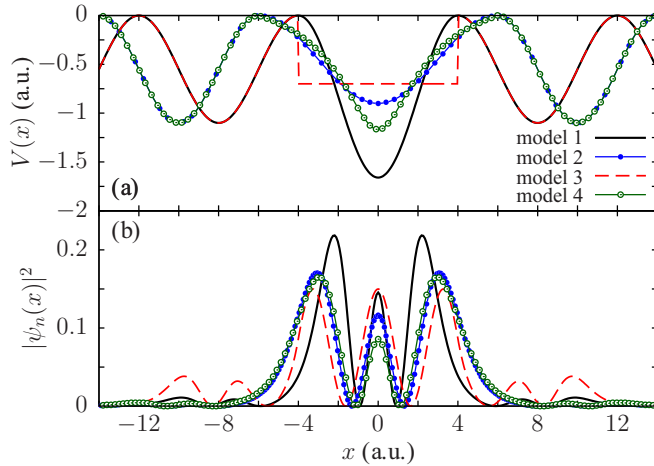 0
−0.5
−1
−1.5
−2
V(x) (a.u.)
(a)
model 1
model 2
model 3
model 4
(b)
0.2
0.1
0
|ψn(x)|²
−12 −8 −4 0 4 8 12
x (a.u.)